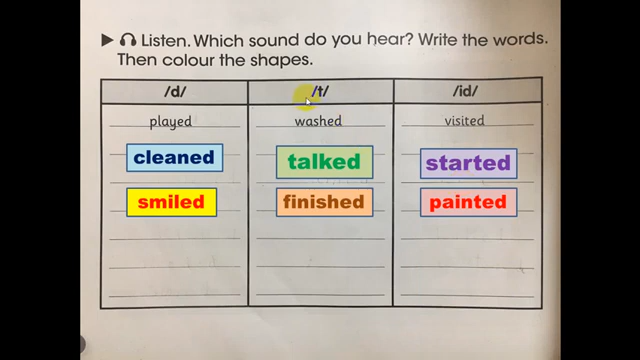 Listen. Which sound do you hear? Write the words.
Then colour the shapes.
/d/ /t/ /id/
played washed visited
cleaned talked started
smiled finished painted